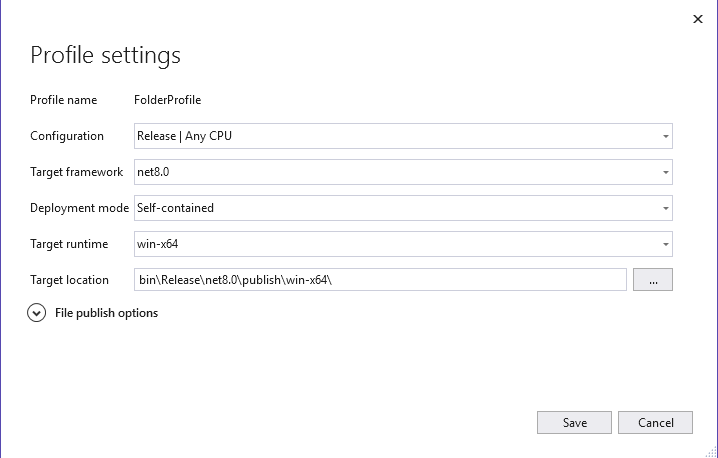 Profile settings
Profile name FolderProfile
Configuration Release | Any CPU
Target framework net8.0
Deployment mode Self-contained
Target runtime win-x64
Target location bin\Release\net8.0\publish\win-x64\ ...
File publish options
Save Cancel